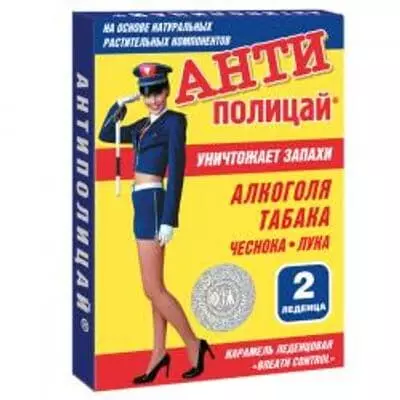 НА ОСНОВЕ НАТУРАЛЬНЫХ
РАСТИТЕЛЬНЫХ КОМПОНЕНТОВ
АНТИ
ПОЛИЦАЙ®
УНИЧТОЖАЕТ ЗАПАХИ
АЛКОГОЛЯ
ТАБАКА
ЧЕСНОКА • ЛУКА
2
ЛЕДЕНЦА
КАРАМЕЛЬ ЛЕДЕНЦОВАЯ
«BREATH CONTROL»
АНТИПОЛИЦАЙ®